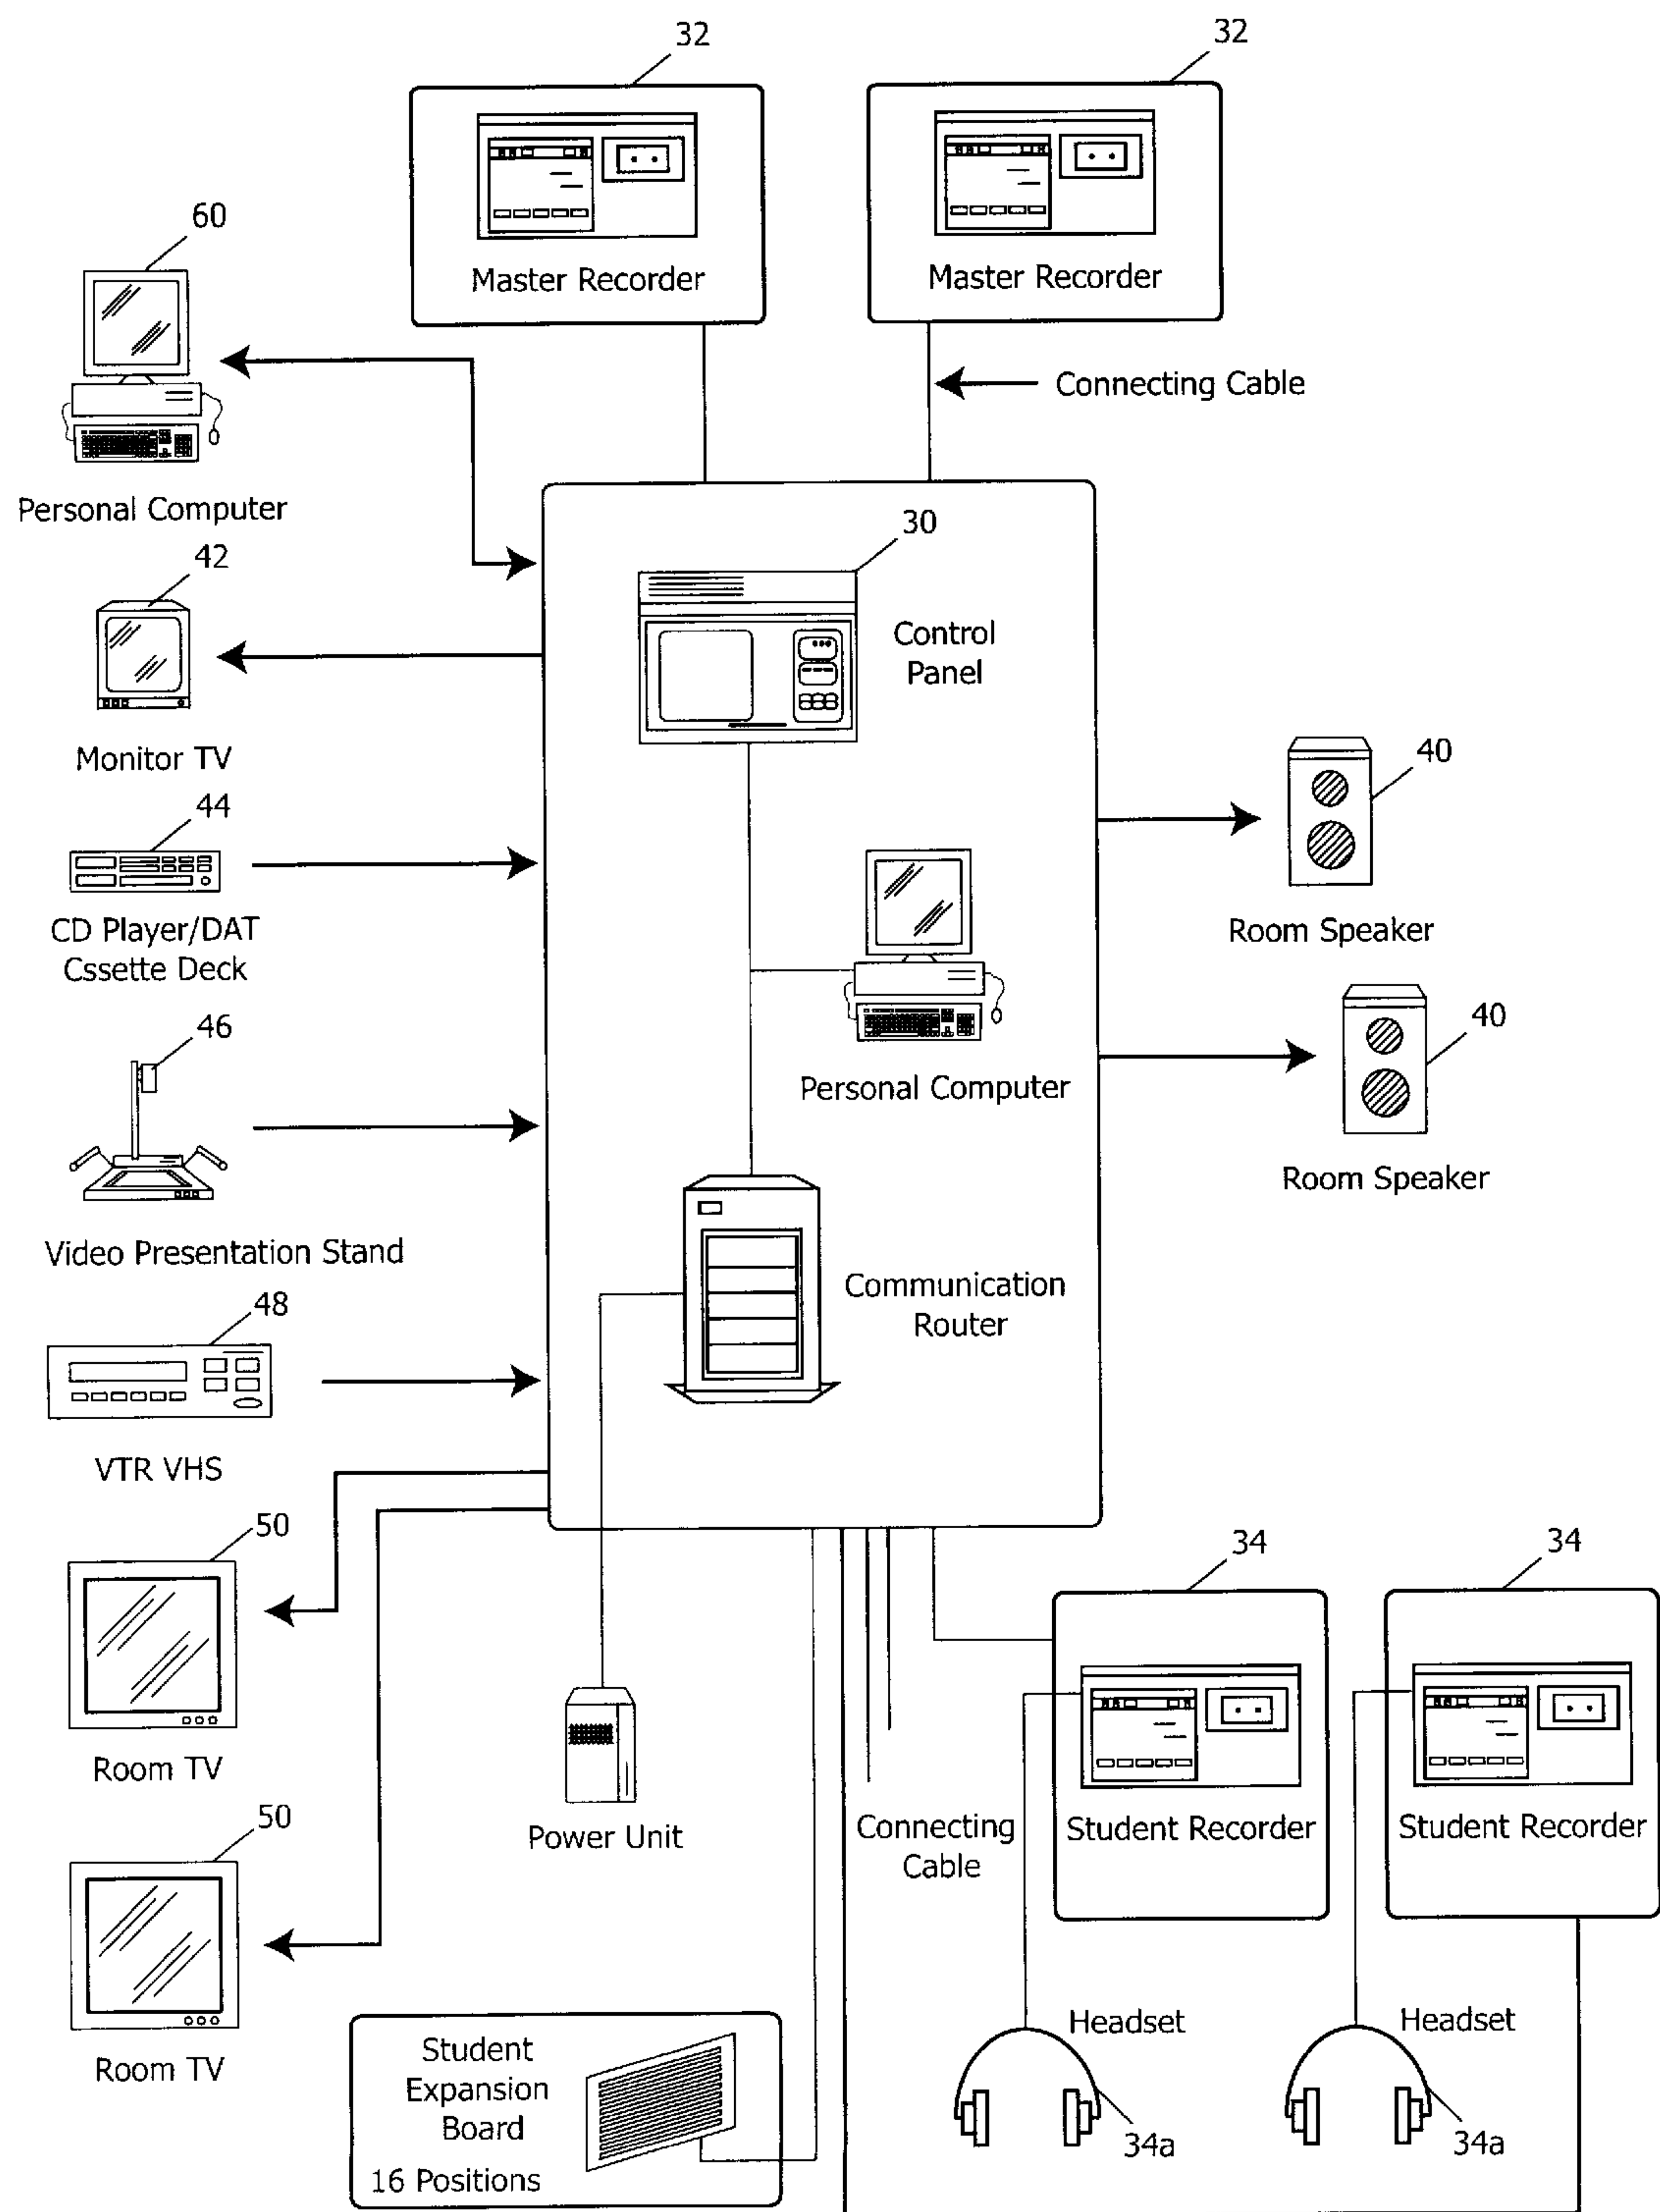 32
32
Master Recorder
Master Recorder
60
Connecting Cable
Personal Computer
30
42
Control
Panel
Monitor TV
40
44
CD Player/DAT
Cssette Deck
Room Speaker
40
46
Personal Computer
Room Speaker
Video Presentation Stand
Communication
Router
48
VTR VHS
50
34
34
Room TV
Power Unit
Connecting
Cable
Student Recorder
Student Recorder
50
Room TV
Headset
Headset
Student
Expansion
Board
16 Positions
34a
34a